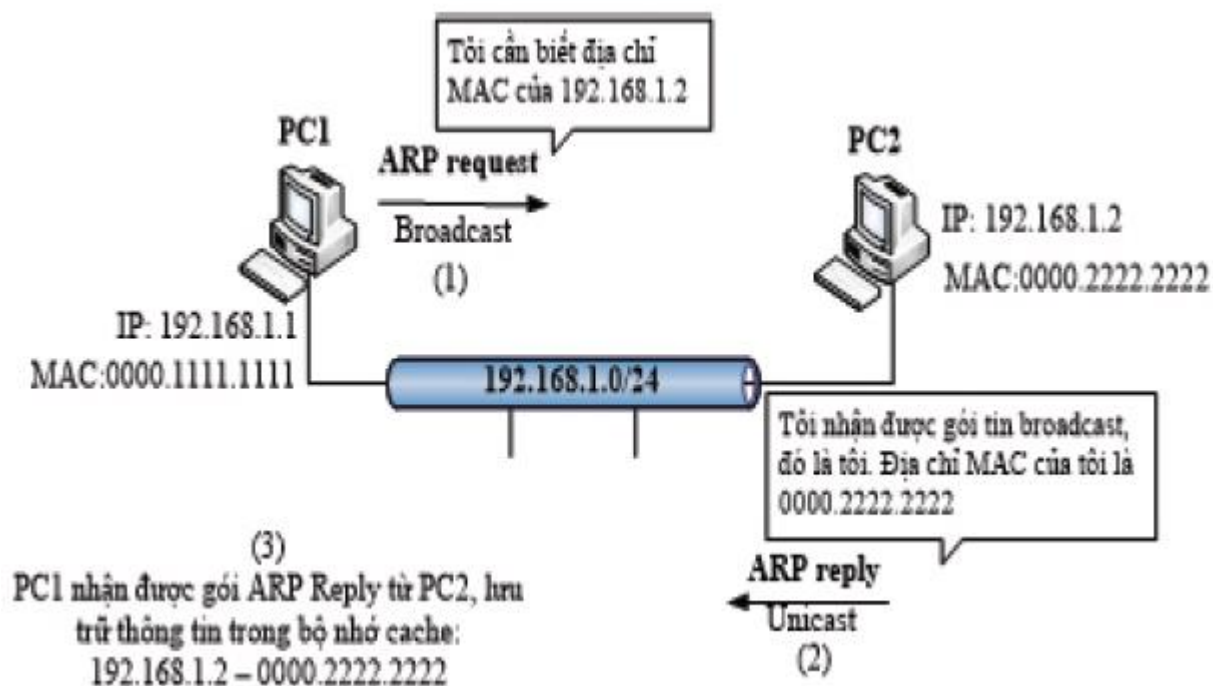 Tôi cần biết địa chỉ
MAC của 192.168.1.2
PC1
ARP request
Broadcast
(1)
PC2
IP: 192.168.1.2
MAC:0000.2222.2222
IP: 192.168.1.1
MAC:0000.1111.1111
192.168.1.0/24
Tôi nhận được gói tin broadcast,
đó là tôi. Địa chỉ MAC của tôi là
0000.2222.2222
ARP reply
Unicast
(2)
(3)
PC1 nhận được gói ARP Reply từ PC2, lưu
trữ thông tin trong bộ nhớ cache:
192.168.1.2 – 0000.2222.2222